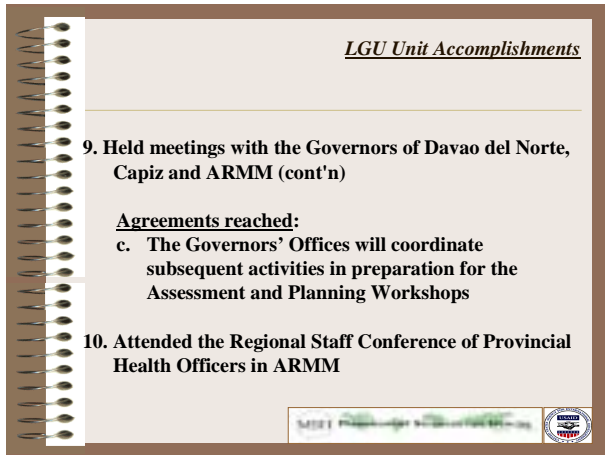 LGU Unit Accomplishments
9. Held meetings with the Governors of Davao del Norte,
Capiz and ARMM (cont'n)
Agreements reached:
c. The Governors’ Offices will coordinate
subsequent activities in preparation for the
Assessment and Planning Workshops
10. Attended the Regional Staff Conference of Provincial
Health Officers in ARMM
USAID